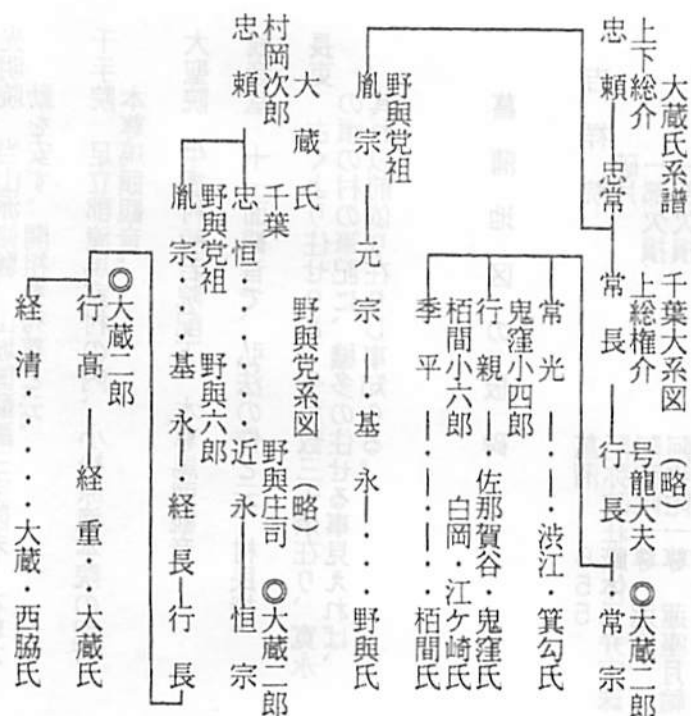 大蔵氏系譜 千葉大系図 (略)
上下総介 上総権介 号龍大夫 ◎大蔵二郎
忠頼―忠常―常長―行長―常宗
常光―・・―渋江・箕勾氏
鬼窪小四郎
行親―・佐那賀谷・鬼窪氏
栢間小六郎 白岡・江ケ崎氏
季平―――・・栢間氏
野與党祖
胤宗―元宗・基永・・・・野與氏
大蔵氏 野與党系図 (略)
村岡次郎 千葉 野與庄司 ◎大蔵二郎
忠頼―忠恒・・・・・・近永―恒宗
野與党祖 野與六郎
胤宗・・基永―経長―行長
◎大蔵二郎
行高―経重・・大蔵氏
経清・・・・大蔵・西脇氏